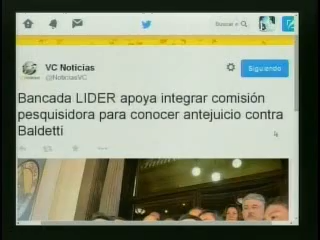 VC Noticias
@NoticiasVC
Siguiendo
Bancada LIDER apoya integrar comisión
pesquisidora para conocer antejuicio contra
Baldetti